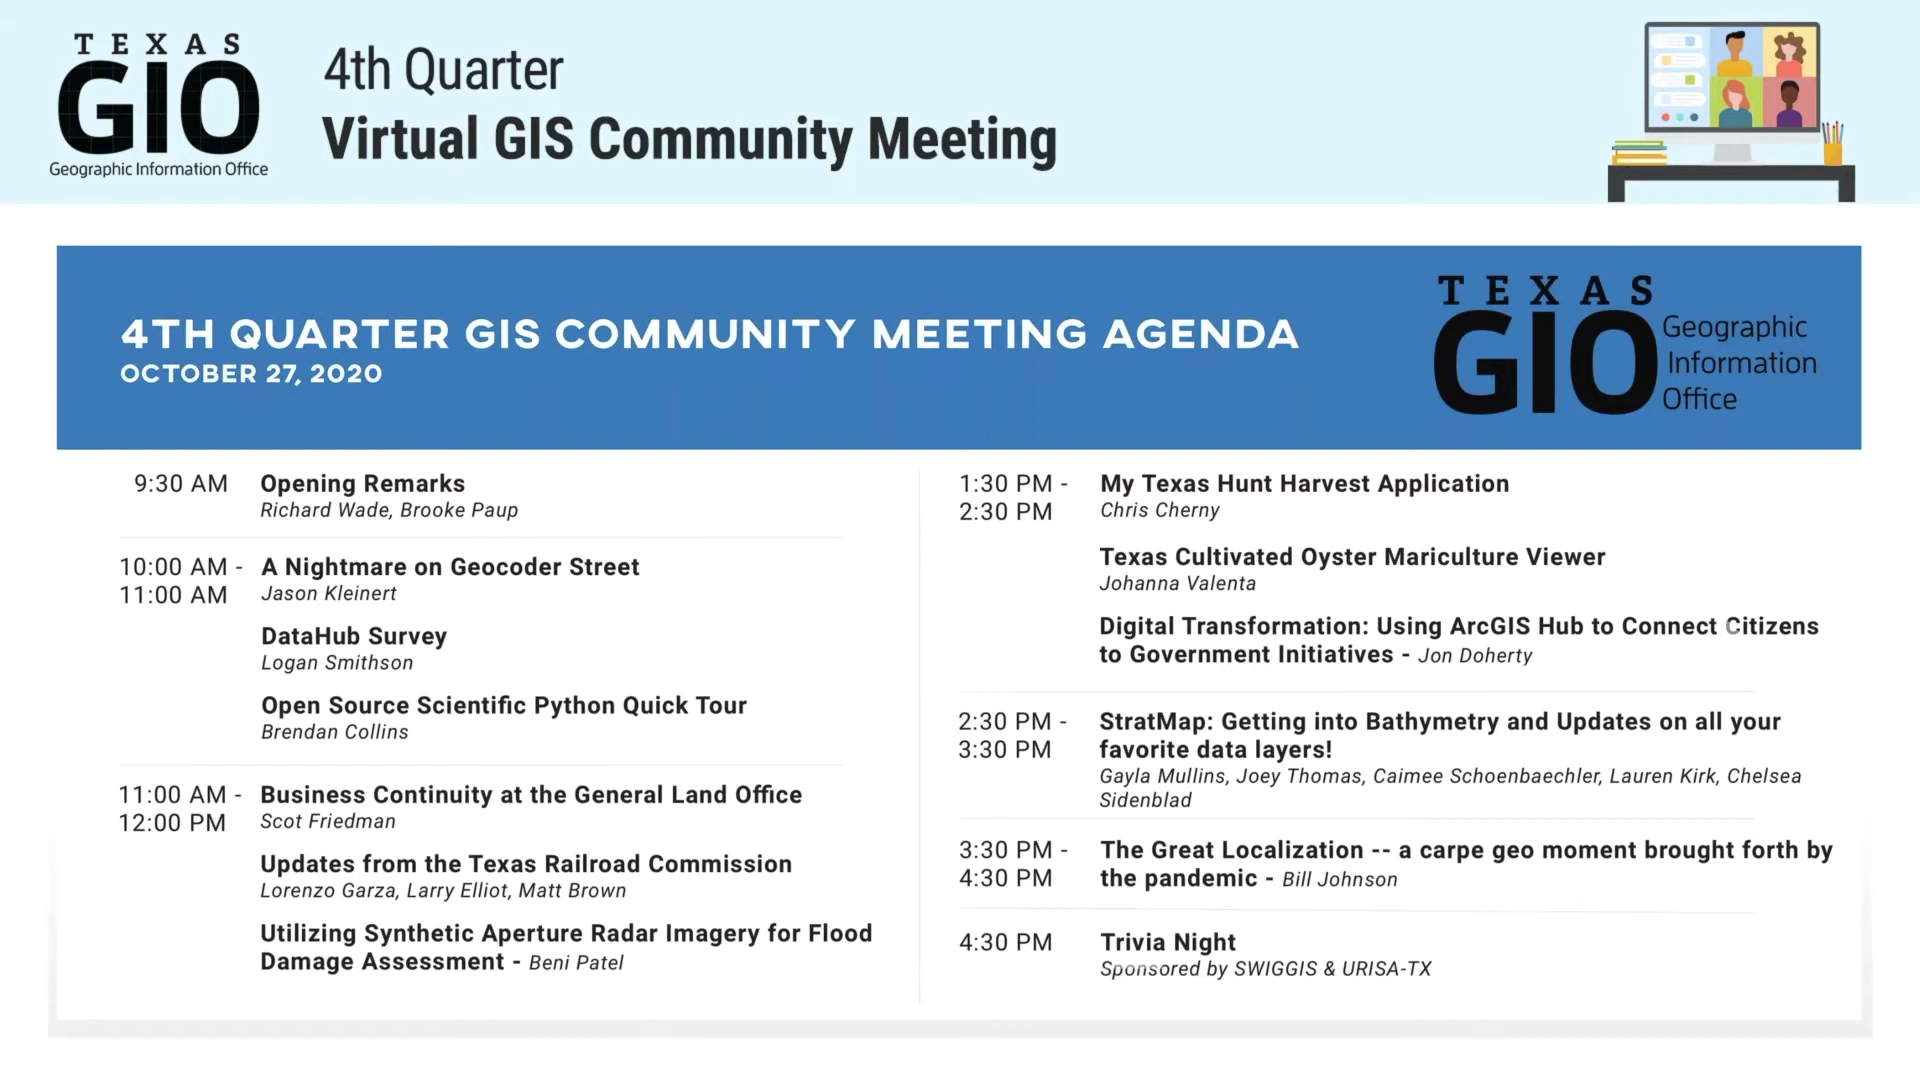 TEXAS
GIO
Geographic Information Office
4th Quarter
Virtual GIS Community Meeting
4TH QUARTER GIS COMMUNITY MEETING AGENDA
OCTOBER 27, 2020
TEXAS
GIO
Geographic
Information
Office
9:30 AM Opening Remarks
Richard Wade, Brooke Paup
10:00 AM - A Nightmare on Geocoder Street
11:00 AM Jason Kleinert
DataHub Survey
Logan Smithson
Open Source Scientific Python Quick Tour
Brendan Collins
11:00 AM - Business Continuity at the General Land Office
12:00 PM Scot Friedman
Updates from the Texas Railroad Commission
Lorenzo Garza, Larry Elliot, Matt Brown
Utilizing Synthetic Aperture Radar Imagery for Flood
Damage Assessment - Beni Patel
1:30 PM - My Texas Hunt Harvest Application
2:30 PM Chris Cherny
Texas Cultivated Oyster Mariculture Viewer
Johanna Valenta
Digital Transformation: Using ArcGIS Hub to Connect Citizens
to Government Initiatives - Jon Doherty
2:30 PM - StratMap: Getting into Bathymetry and Updates on all your
3:30 PM favorite data layers!
Gayla Mullins, Joey Thomas, Caimee Schoenbaechler, Lauren Kirk, Chelsea
Sidenblad
3:30 PM - The Great Localization -- a carpe geo moment brought forth by
4:30 PM the pandemic - Bill Johnson
4:30 PM Trivia Night
Sponsored by SWIGGIS & URISA-TX